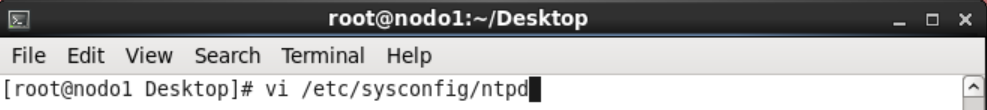 root@nodo1:~/Desktop
File Edit View Search Terminal Help
[root@nodo1 Desktop]# vi /etc/sysconfig/ntpd